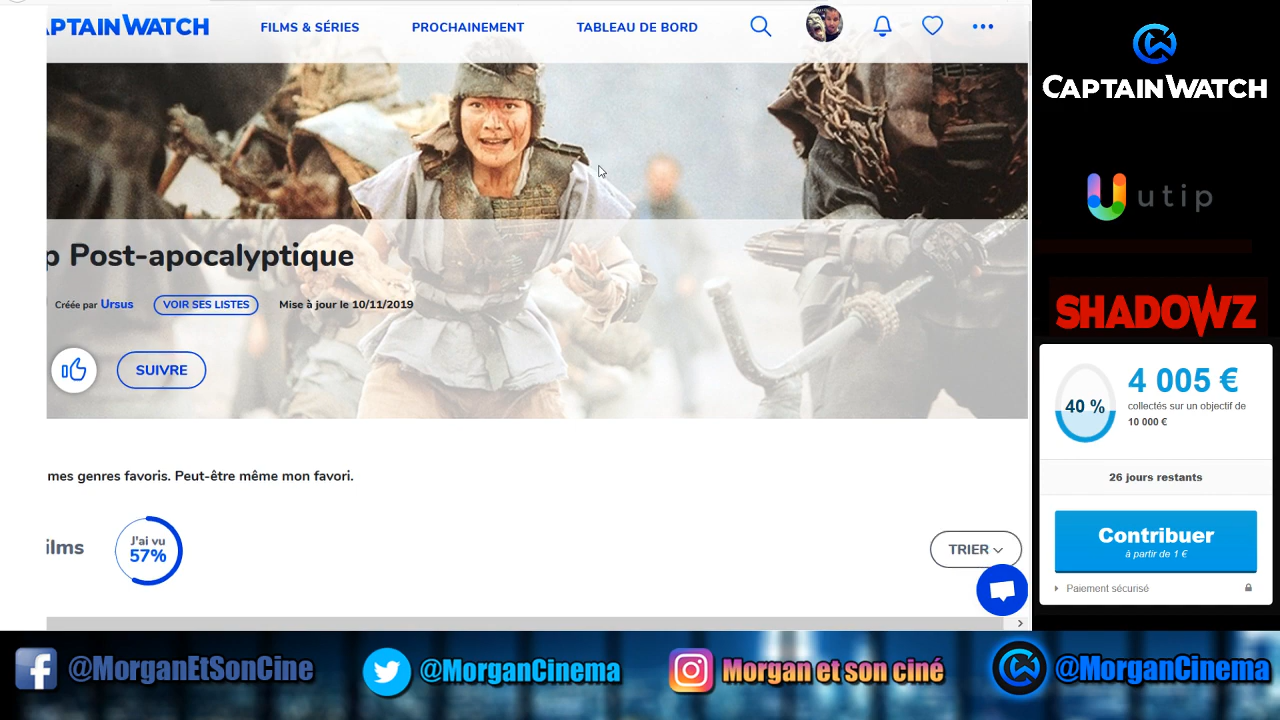 APTAINWATCH
FILMS & SÉRIES
PROCHAINEMENT
TABLEAU DE BORD
p Post-apocalyptique
Créée par Ursus
VOIR SES LISTES
Mise à jour le 10/11/2019
SUIVRE
mes genres favoris. Peut-être même mon favori.
ilms
J'ai vu
57%
TRIER
CAPTAINWATCH
utip
SHADOWZ
40 %
4 005 €
collectés sur un objectif de
10 000 €
26 jours restants
Contribuer
à partir de 1 €
Paiement sécurisé
@MorganEtSonCine
@MorganCinema
Morgan et son ciné
@MorganCinema